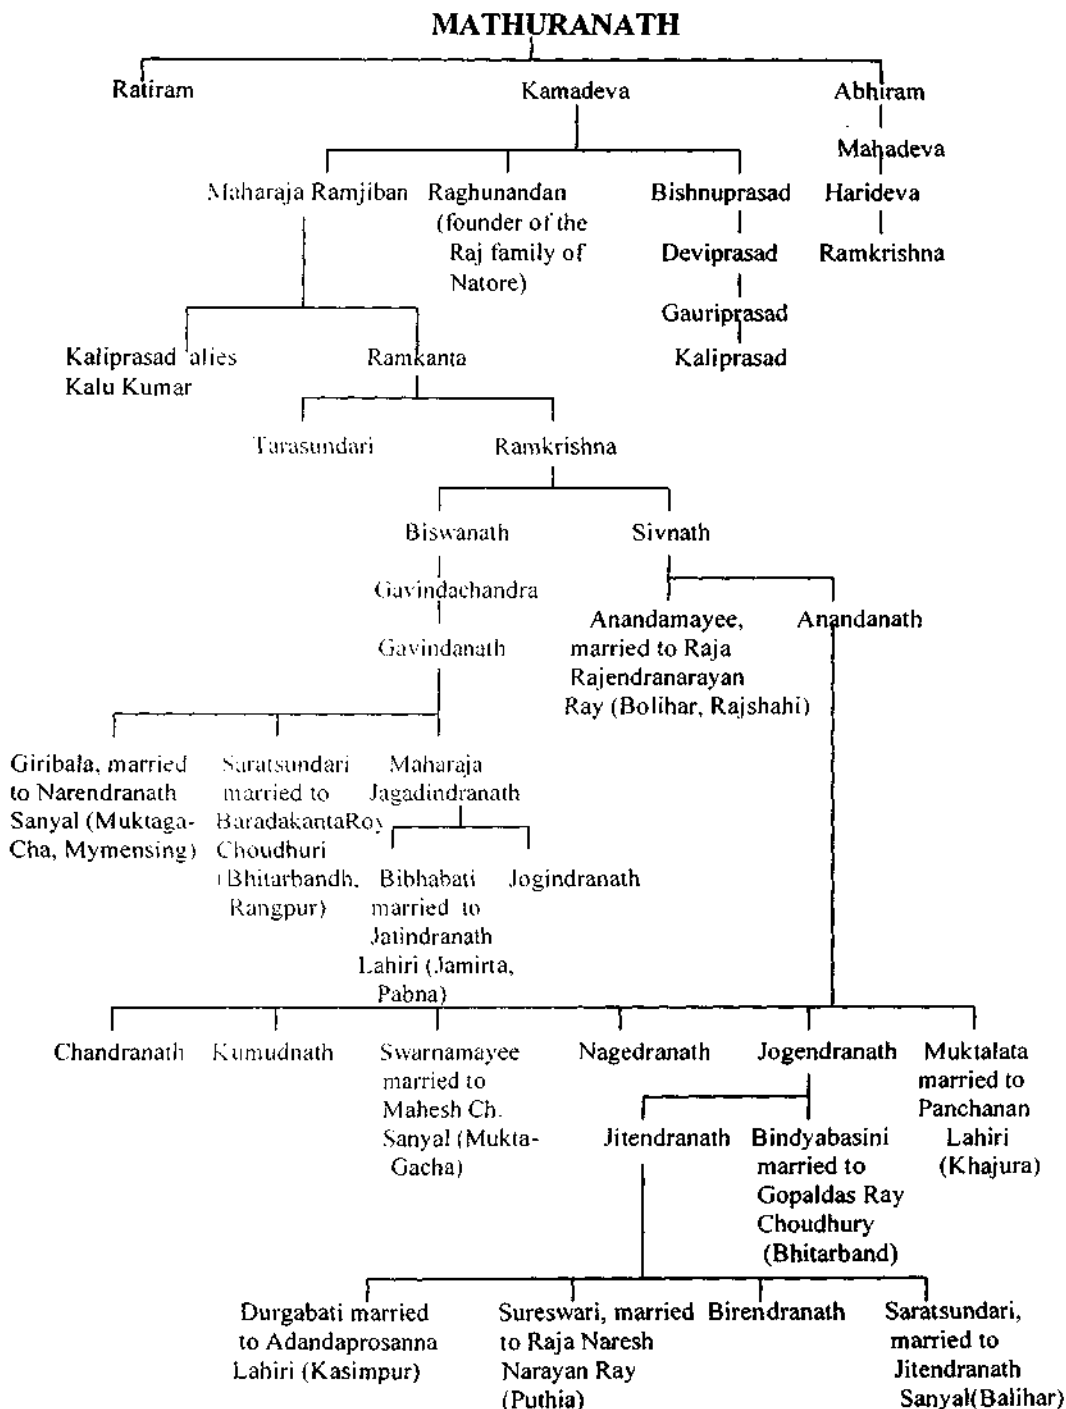 MATHURANATH
Ratiram
Kamadeva
Abhiram
Mahadeva
Maharaja Ramjiban
Raghunandan
(founder of the
Raj family of
Natore)
Bishnuprasad
Harideva
Deviprasad
Ramkrishna
Gauriprasad
Kaliprasad
Kaliprasad alies
Kalu Kumar
Ramkanta
Tarasundari
Ramkrishna
Biswanath
Sivnath
Gavindachandra
Gavindanath
Anandamayee,
married to Raja
Rajendranarayan
Ray (Bolihar, Rajshahi)
Anandanath
Giribala, married
to Narendranath
Sanyal (Muktaga-
Cha, Mymensing)
Saratsundari
married to
BaradakantaRoy
Choudhuri
(Bhitarbandh,
Rangpur)
Maharaja
Jagadindranath
Bibhabati
married to
Jatindranath
Lahiri (Jamirta,
Pabna)
Jogindranath
Chandranath
Kumudnath
Swarnamayee
married to
Mahesh Ch.
Sanyal (Mukta-
Gacha)
Nagedranath
Jogendranath
Muktalata
married to
Panchanan
Lahiri
(Khajura)
Jitendranath
Bindyabasini
married to
Gopaldas Ray
Choudhury
(Bhitarband)
Durgabati married
to Adandaprosanna
Lahiri (Kasimpur)
Sureswari, married
to Raja Naresh
Narayan Ray
(Puthia)
Birendranath
Saratsundari,
married to
Jitendranath
Sanyal(Balihar)